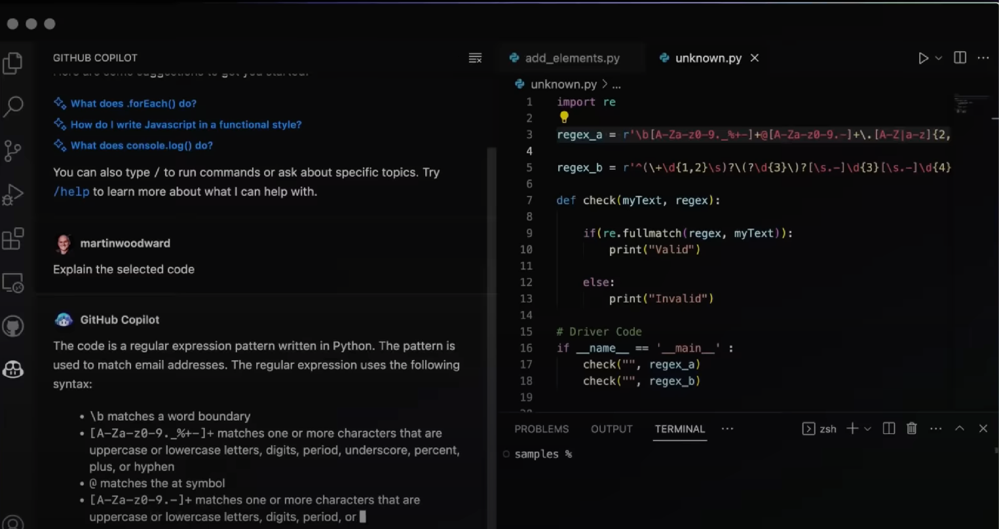 GITHUB COPILOT
Here are some suggestions to get you started:
What does .forEach() do?
How do I write Javascript in a functional style?
What does console.log() do?
You can also type / to run commands or ask about specific topics. Try
/help to learn more about what I can help with.
martinwoodward
Explain the selected code
GitHub Copilot
The code is a regular expression pattern written in Python. The pattern is
used to match email addresses. The regular expression uses the following
syntax:
• \b matches a word boundary
• [A-Za-z0-9._%+-]+ matches one or more characters that are
uppercase or lowercase letters, digits, period, underscore, percent,
plus, or hyphen
• @ matches the at symbol
• [A-Za-z0-9.-]+ matches one or more characters that are
uppercase or lowercase letters, digits, period, or
add_elements.py
unknown.py
unknown.py > ...
1 import re
2
3 regex_a = r'\b[A-Za-z0-9._%+-]+@[A-Za-z0-9.-]+\.[A-Z|a-z]{2,
4
5 regex_b = r'^(\+\d{1,2}\s)?\(?\d{3}\)?[\s.-]\d{3}[\s.-]\d{4}
6
7 def check(myText, regex):
8
9 if(re.fullmatch(regex, myText)):
10 print("Valid")
11
12 else:
13 print("Invalid")
14
15 # Driver Code
16 if __name__ == '__main__' :
17 check("", regex_a)
18 check("", regex_b)
19
20
PROBLEMS OUTPUT TERMINAL ... zsh
samples %